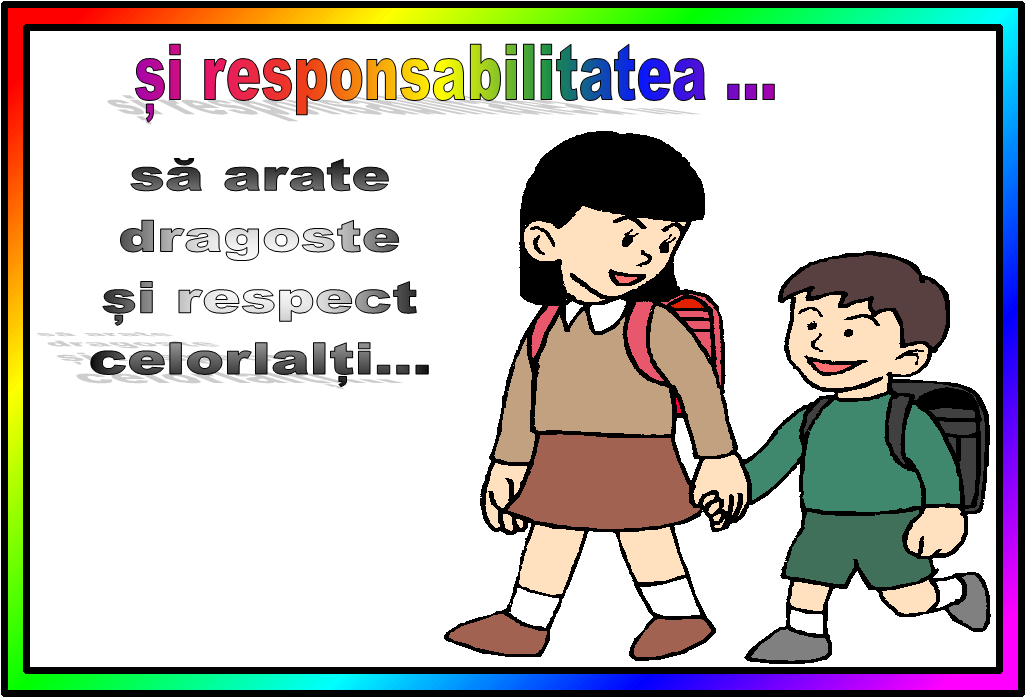 și responsabilitatea ...
să arate
dragoste
și respect
celorlalți...